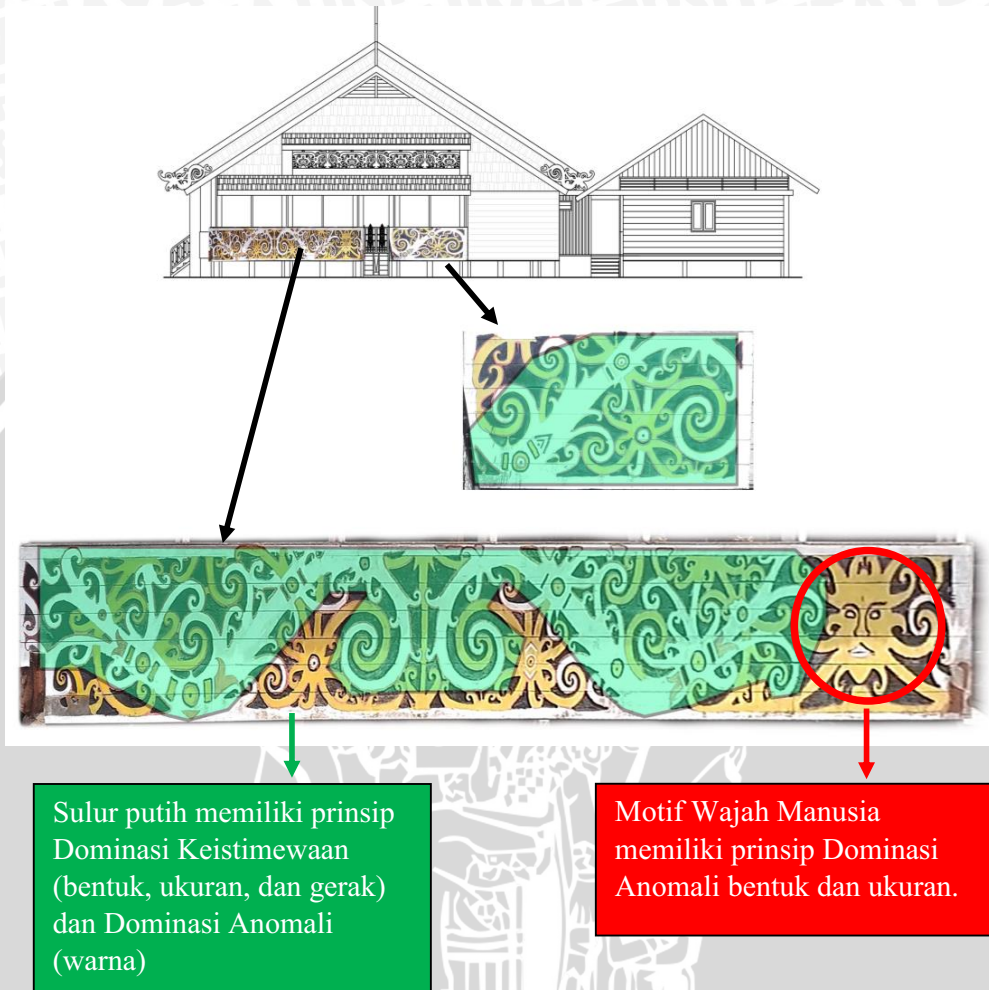 Sulur putih memiliki prinsip
Dominasi Keistimewaan
(bentuk, ukuran, dan gerak)
dan Dominasi Anomali
(warna)
Motif Wajah Manusia
memiliki prinsip Dominasi
Anomali bentuk dan ukuran.